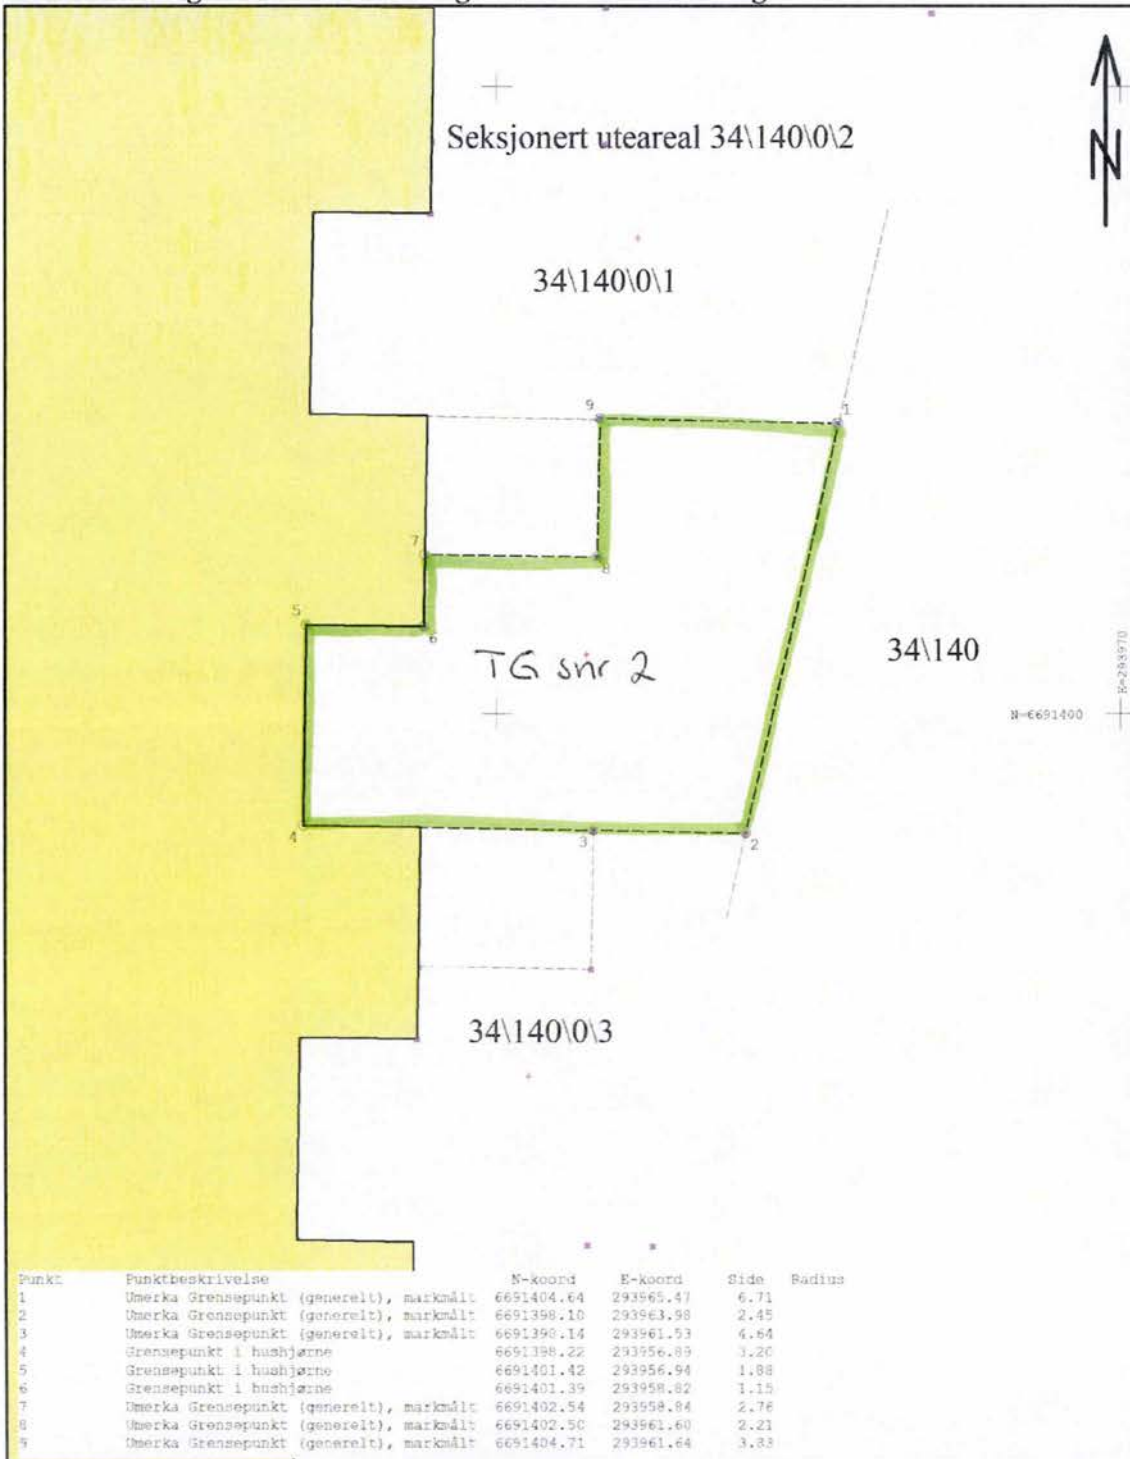 N
Seksjonert uteareal 34\140\0\2
34\140\0\1
9
1
7
8
5
6
TG snr 2
34\140
E=293970
N=6691400
4
3
2
34\140\0\3
Punkt Punktbeskrivelse N-koord E-koord Side Radius
1 Umerka Grensepunkt (generelt), markmålt 6691404.64 293965.47 6.71
2 Umerka Grensepunkt (generelt), markmålt 6691398.10 293963.98 2.45
3 Umerka Grensepunkt (generelt), markmålt 6691398.14 293961.53 4.64
4 Grensepunkt i hushjørne 6691398.22 293956.89 3.20
5 Grensepunkt i hushjørne 6691401.42 293956.94 1.88
6 Grensepunkt i hushjørne 6691401.39 293958.82 1.15
7 Umerka Grensepunkt (generelt), markmålt 6691402.54 293958.84 2.76
8 Umerka Grensepunkt (generelt), markmålt 6691402.50 293961.60 2.21
9 Umerka Grensepunkt (generelt), markmålt 6691404.71 293961.64 3.83